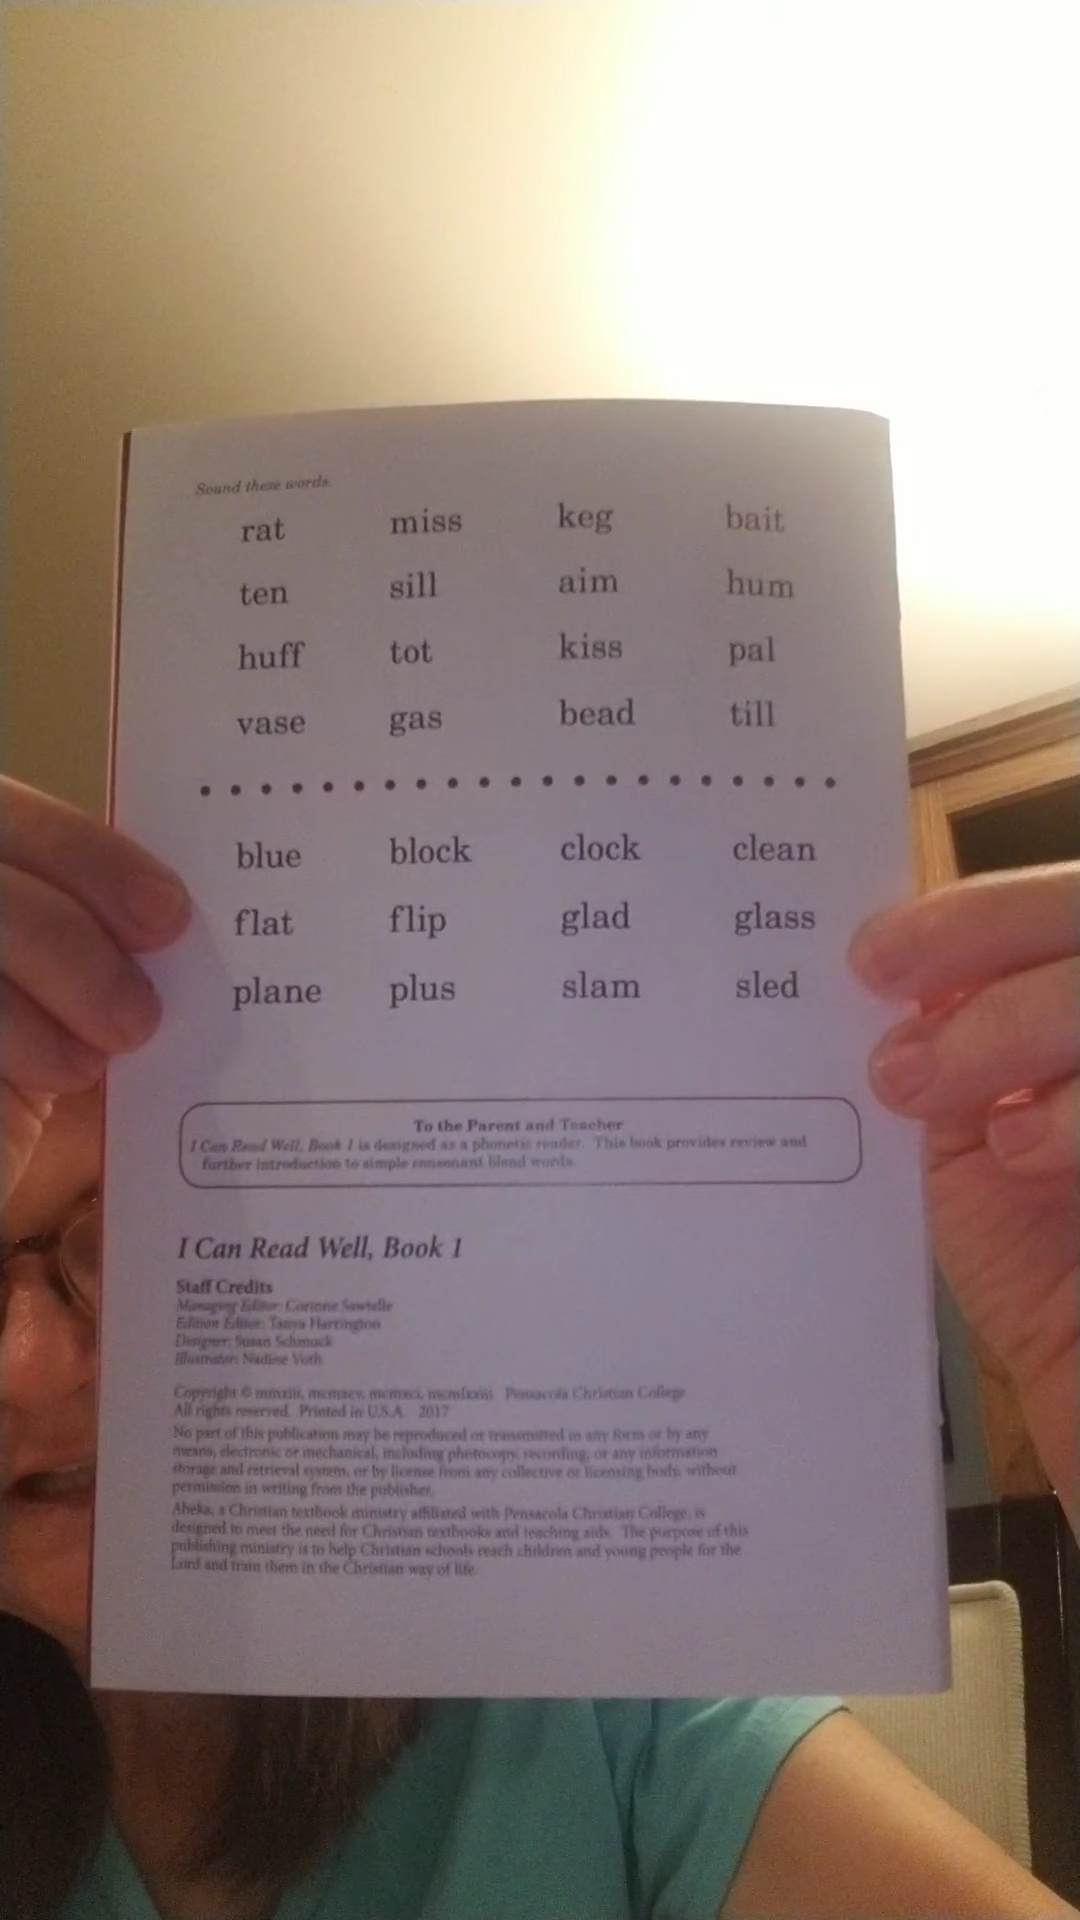 Sound these words.
rat miss keg bait
ten sill aim hum
huff tot kiss pal
vase gas bead till
blue block clock clean
flat flip glad glass
plane plus slam sled
To the Parent and Teacher
I Can Read Well, Book 1 is designed as a phonetic reader. This book provides review and
further introduction to simple consonant blend words.
I Can Read Well, Book 1
Staff Credits
Managing Editor: Corinne Sawtelle
Edition Editor: Tanya Harrington
Designer: Susan Schmuck
Illustrator: Nadine Voth
Copyright © mmxiii, mcmxcv, mcmlxxiii Pensacola Christian College
All rights reserved. Printed in U.S.A. 2017
No part of this publication may be reproduced or transmitted in any form or by any
means, electronic or mechanical, including photocopy, recording, or any information
storage and retrieval system, or by license from any collective or licensing body, without
permission in writing from the publisher.
Abeka, a Christian textbook ministry affiliated with Pensacola Christian College, is
designed to meet the need for Christian textbooks and teaching aids. The purpose of this
publishing ministry is to help Christian schools reach children and young people for the
Lord and train them in the Christian way of life.